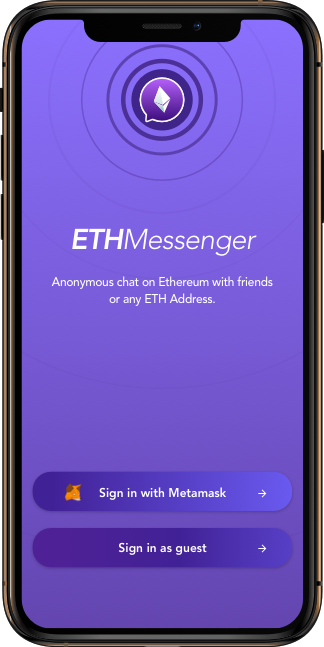 ETHMessenger
Anonymous chat on Ethereum with friends
or any ETH Address.
Sign in with Metamask →
Sign in as guest →